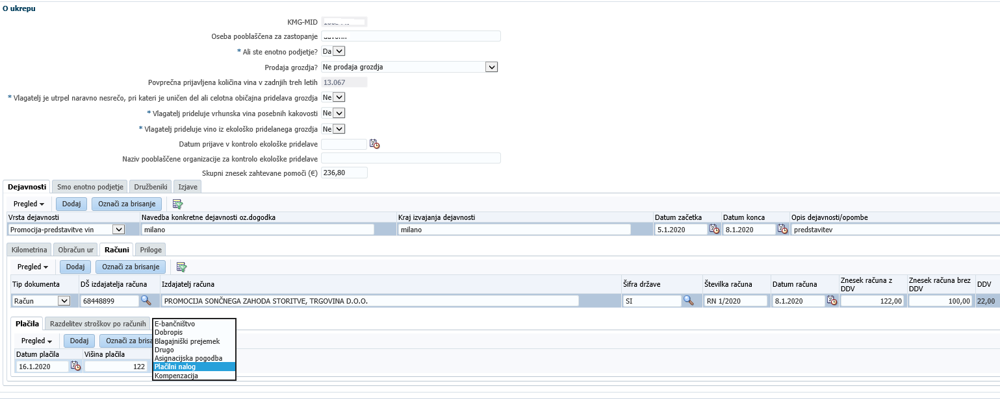 O ukrepu
KMG-MID
Oseba pooblaščena za zastopanje
* Ali ste enotno podjetje? Da
Prodaja grozdja? Ne prodaja grozdja
Povprečna prijavljena količina vina v zadnjih treh letih 13.067
* Vlagatelj je utrpel naravno nesrečo, pri kateri je uničen del ali celotna običajna pridelava grozdja Ne
* Vlagatelj prideluje vrhunska vina posebnih kakovosti Ne
* Vlagatelj prideluje vino iz ekološko pridelanega grozdja Ne
Datum prijave v kontrolo ekološke pridelave
Naziv pooblaščene organizacije za kontrolo ekološke pridelave
Skupni znesek zahtevane pomoči (€) 236,80
Dejavnosti Smo enotno podjetje Družbeniki Izjave
Pregled Dodaj Označi za brisanje
Vrsta dejavnosti Navedba konkretne dejavnosti oz.dogodka Kraj izvajanja dejavnosti Datum začetka Datum konca Opis dejavnosti/opombe
Promocija-predstavitve vin milano milano 5.1.2020 8.1.2020 predstavitev
Kilometrina Obračun ur Računi Priloge
Pregled Dodaj Označi za brisanje
Tip dokumenta DŠ izdajatelja računa Izdajatelj računa Šifra države Številka računa Datum računa Znesek računa z DDV Znesek računa brez DDV DDV
Račun 68448899 PROMOCIJA SONČNEGA ZAHODA STORITVE, TRGOVINA D.O.O. SI RN 1/2020 8.1.2020 122,00 100,00 22,00
Plačila Razdelitev stroškov po računih
Pregled Dodaj Označi za brisa
Datum plačila Višina plačila
16.1.2020 122
E-bančništvo
Dobropis
Blagajniški prejemek
Drugo
Asignacijska pogodba
Plačilni nalog
Kompenzacija